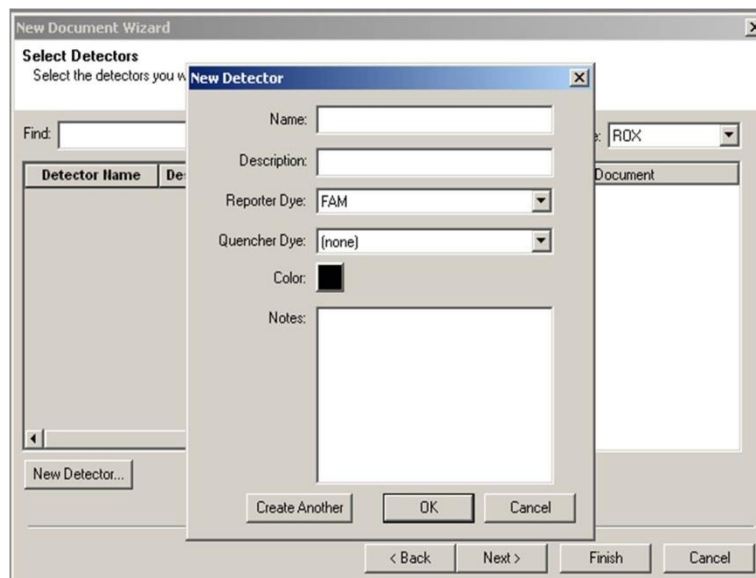 New Document Wizard
Select Detectors
Select the detectors you w
New Detector
Name:
Find:
e: ROX
Description:
Detector Name De
Document
Reporter Dye: FAM
Quencher Dye: (none)
Color:
Notes:
New Detector...
Create Another OK Cancel
< Back Next > Finish Cancel